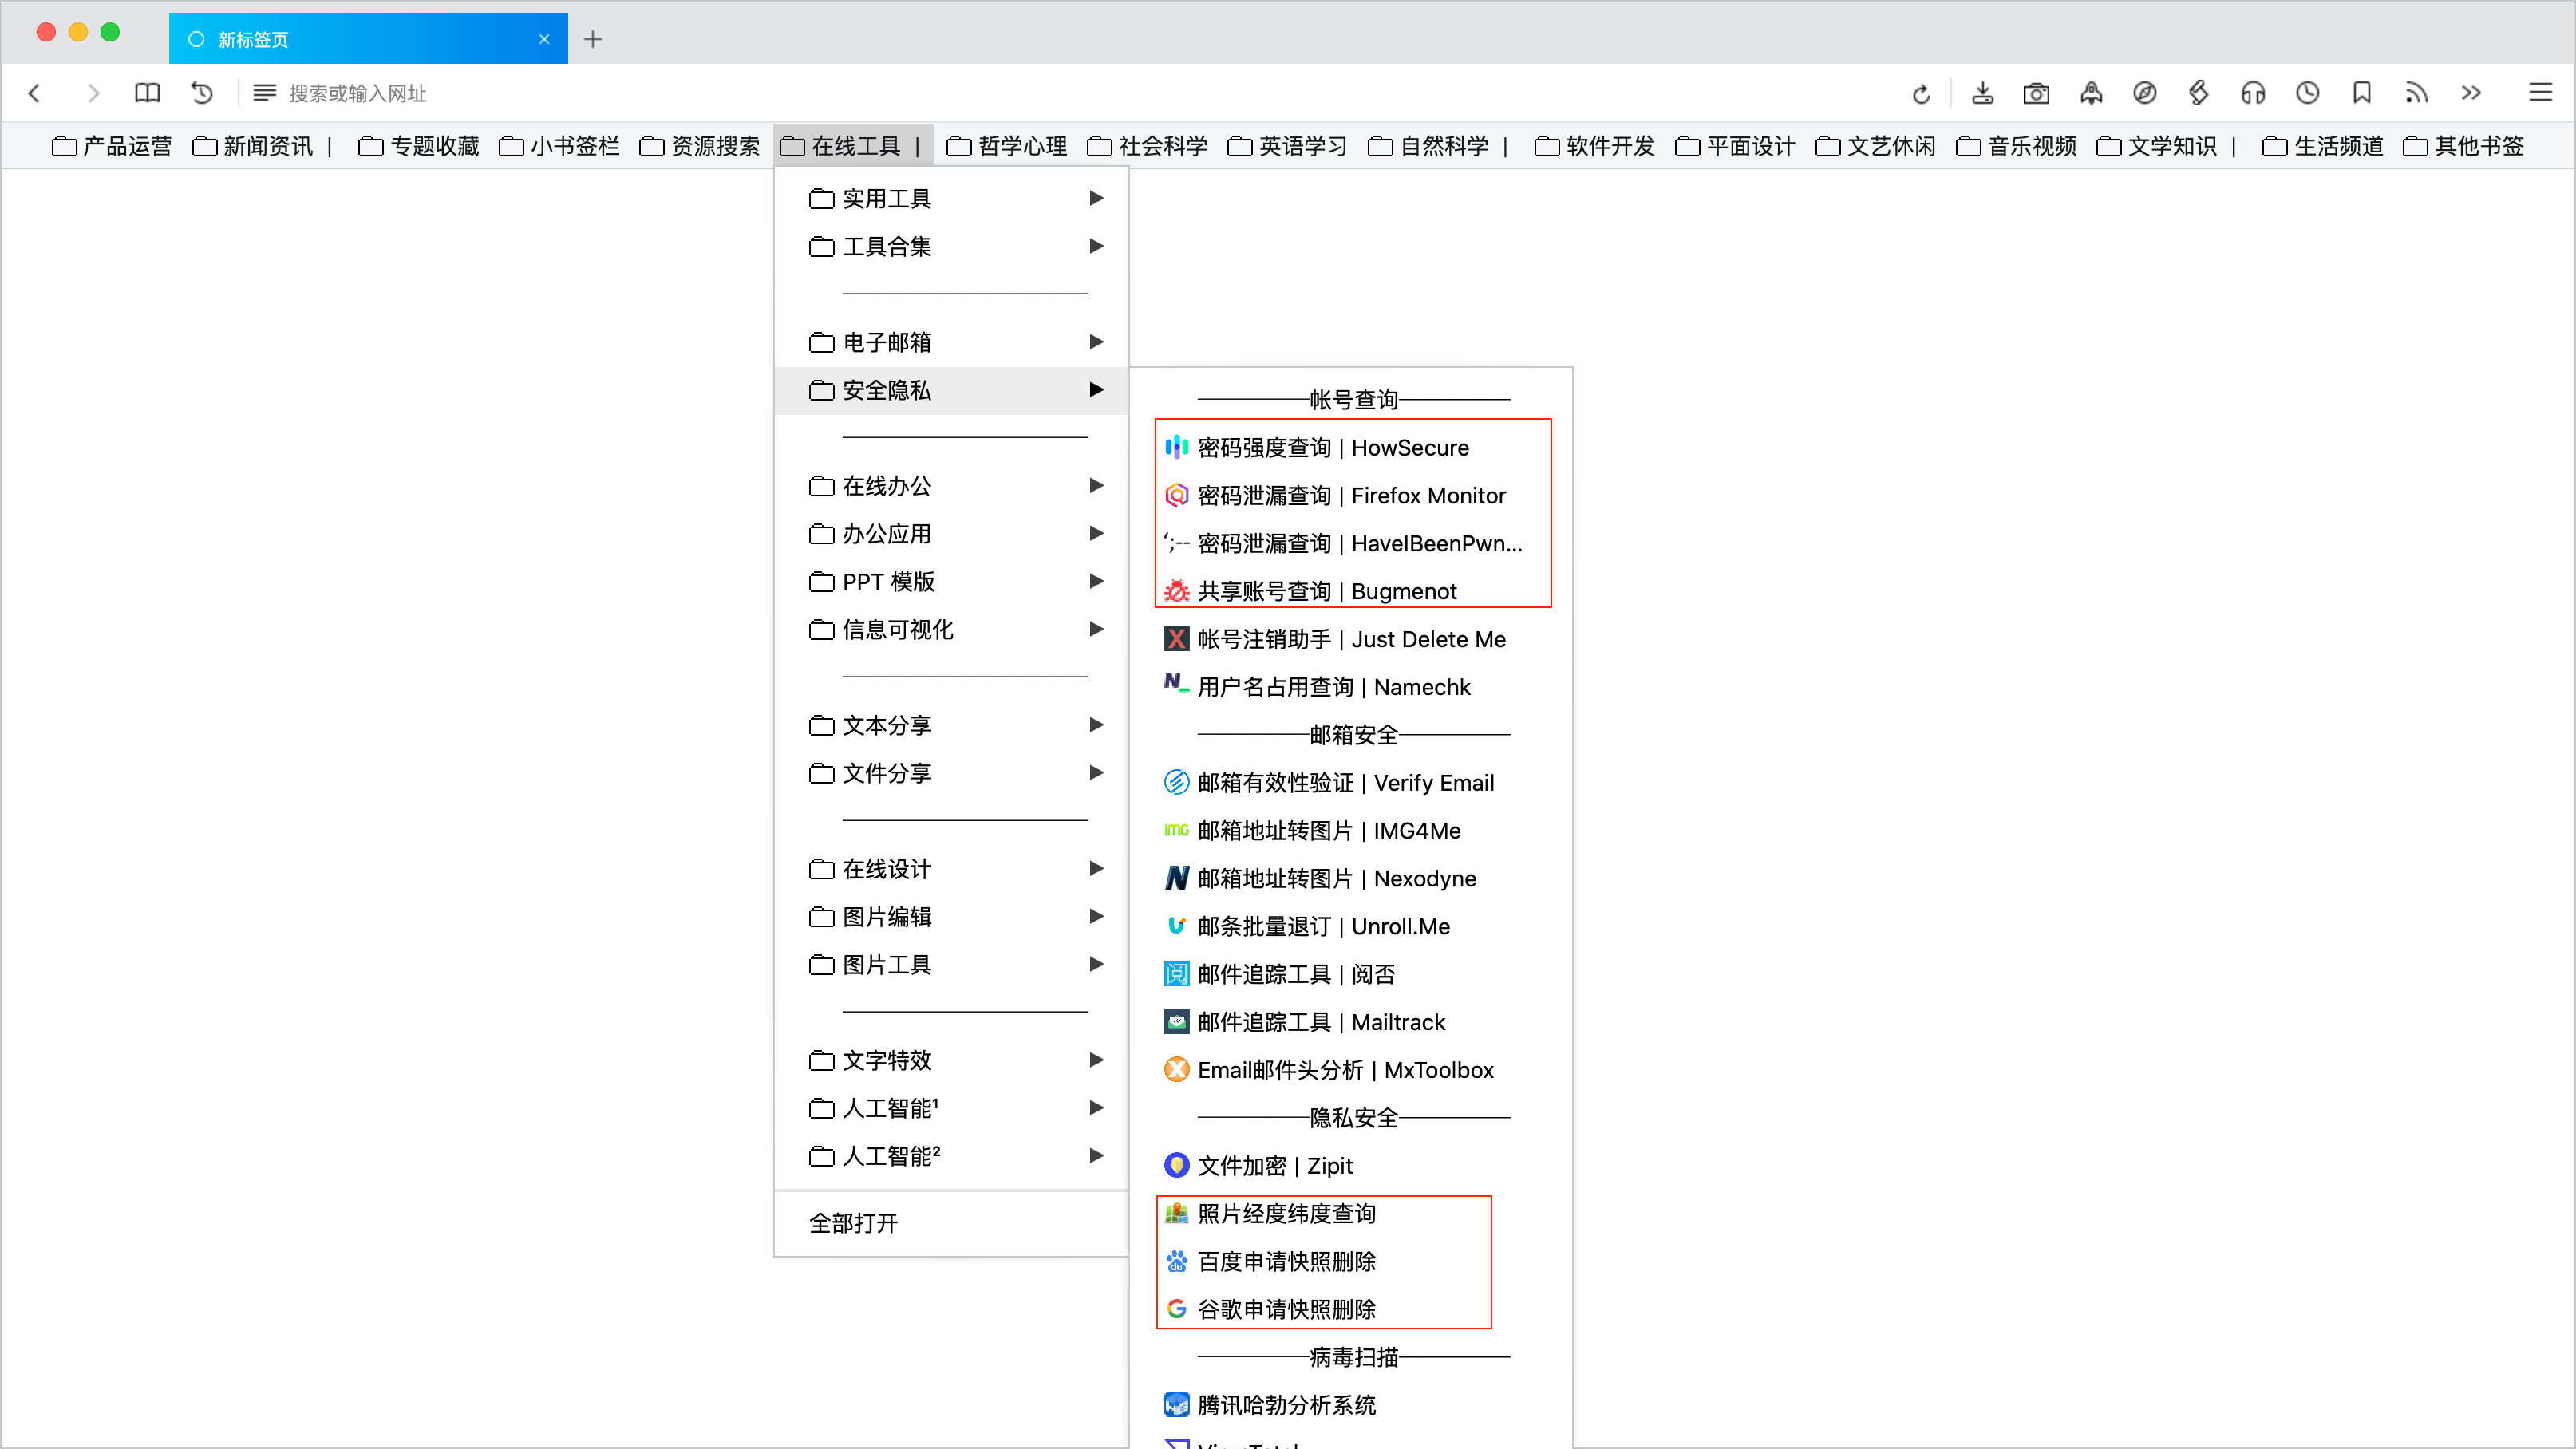 新标签页
搜索或输入网址
产品运营 新闻资讯 | 专题收藏 小书签栏 资源搜索 在线工具 | 哲学心理 社会科学 英语学习 自然科学 | 软件开发 平面设计 文艺休闲 音乐视频 文学知识 | 生活频道 其他书签
实用工具
工具合集
电子邮箱
安全隐私
在线办公
办公应用
PPT 模版
信息可视化
文本分享
文件分享
在线设计
图片编辑
图片工具
文字特效
人工智能¹
人工智能²
全部打开
—————帐号查询—————
密码强度查询 | HowSecure
密码泄漏查询 | Firefox Monitor
密码泄漏查询 | HaveIBeenPwn...
共享账号查询 | Bugmenot
帐号注销助手 | Just Delete Me
用户名占用查询 | Namechk
—————邮箱安全—————
邮箱有效性验证 | Verify Email
邮箱地址转图片 | IMG4Me
邮箱地址转图片 | Nexodyne
邮条批量退订 | Unroll.Me
邮件追踪工具 | 阅否
邮件追踪工具 | Mailtrack
Email邮件头分析 | MxToolbox
—————隐私安全—————
文件加密 | Zipit
照片经度纬度查询
百度申请快照删除
谷歌申请快照删除
—————病毒扫描—————
腾讯哈勃分析系统